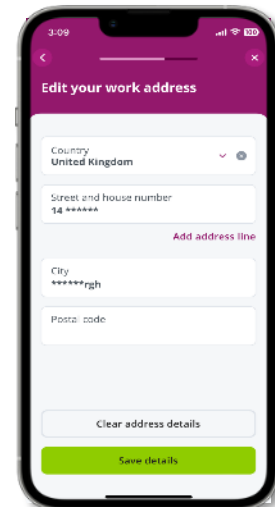 3:09
100
Edit your work address
Country
United Kingdom
Street and house number
14 ******
Add address line
City
******rgh
Postal code
Clear address details
Save details